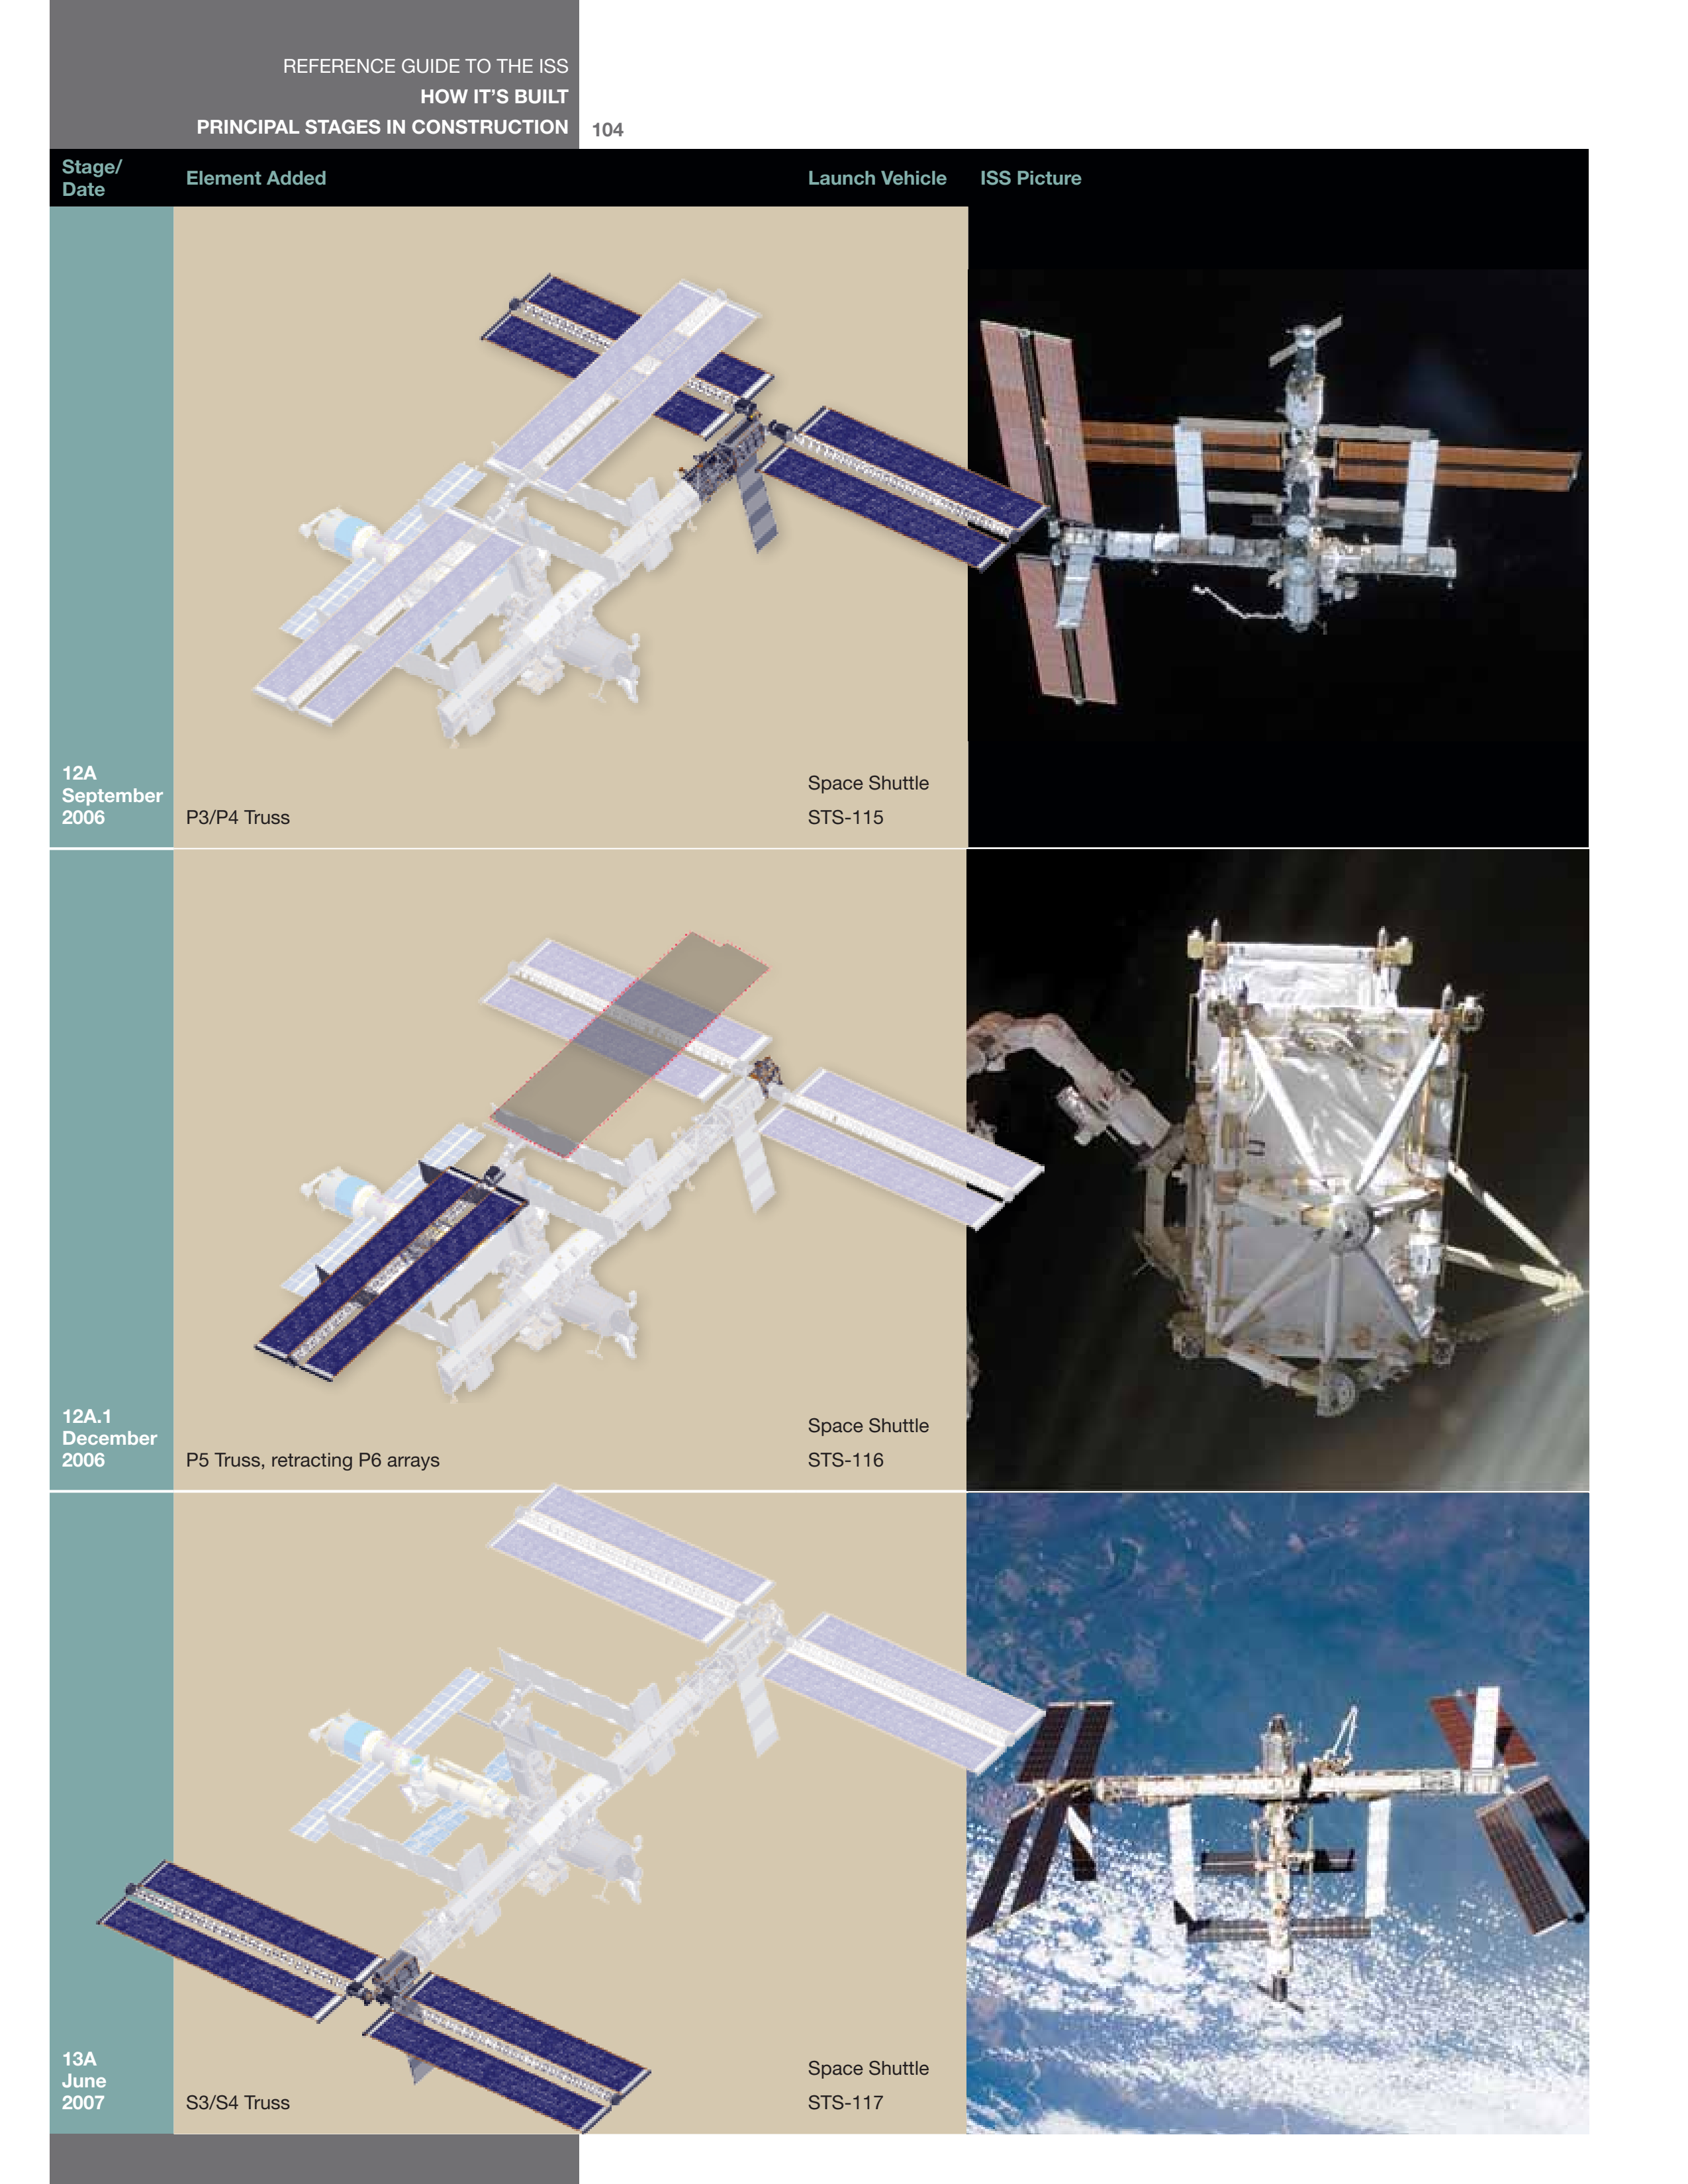 REFERENCE GUIDE TO THE ISS
HOW IT'S BUILT
PRINCIPAL STAGES IN CONSTRUCTION
104
Stage/
Date
Element Added
Launch Vehicle
ISS Picture
12A
September
2006
P3/P4 Truss
Space Shuttle
STS-115
12A.1
December
2006
P5 Truss, retracting P6 arrays
Space Shuttle
STS-116
13A
June
2007
S3/S4 Truss
Space Shuttle
STS-117